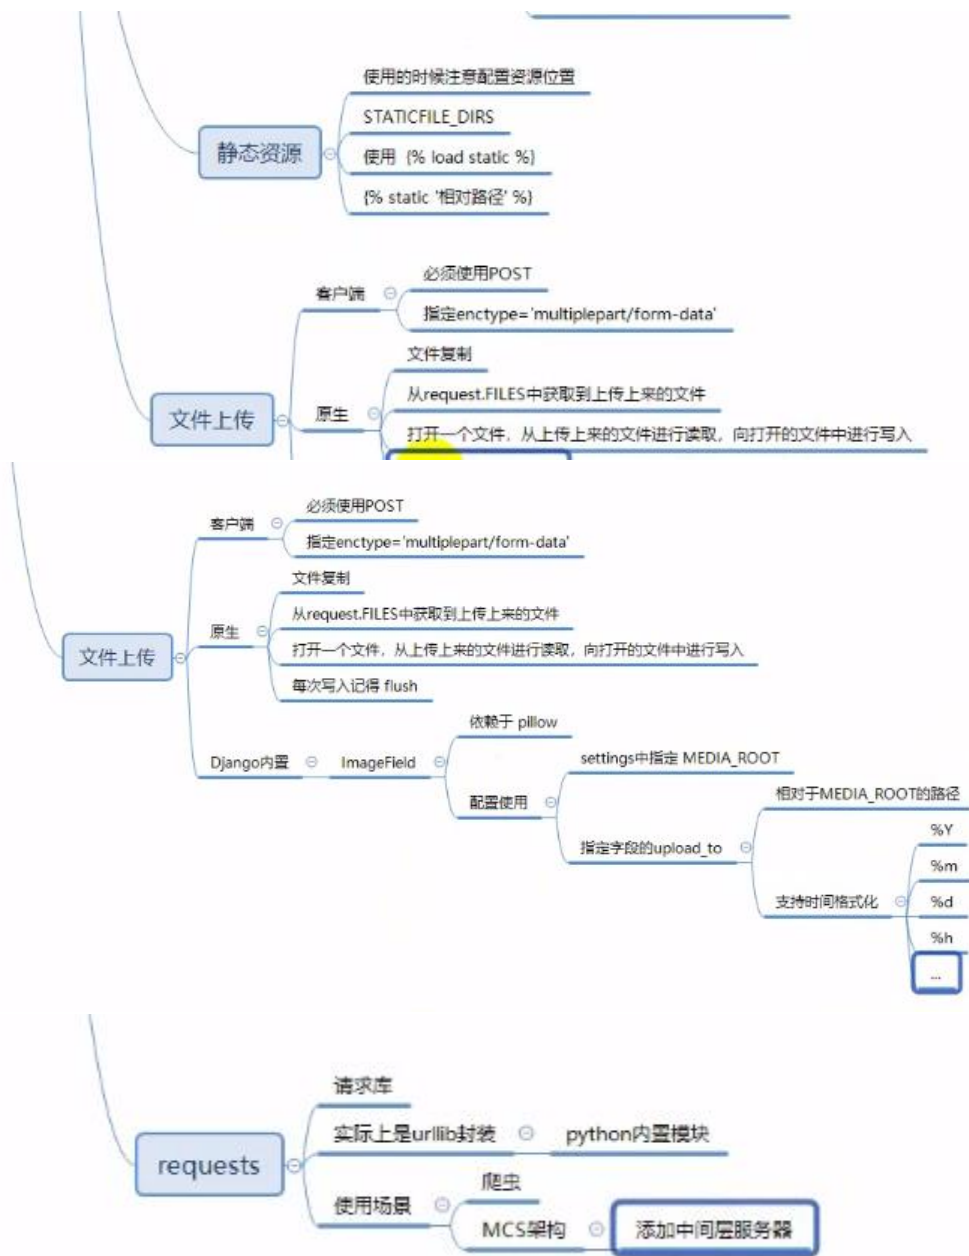 使用的时候注意配置资源位置
STATICFILE_DIRS
静态资源
使用 {% load static %}
{% static '相对路径' %}
必须使用POST
客户端
指定enctype='multiplepart/form-data'
文件复制
从request.FILES中获取到上传上来的文件
文件上传
原生
打开一个文件，从上传上来的文件进行读取，向打开的文件中进行写入
必须使用POST
客户端
指定enctype='multiplepart/form-data'
文件复制
从request.FILES中获取到上传上来的文件
原生
打开一个文件，从上传上来的文件进行读取，向打开的文件中进行写入
文件上传
每次写入记得 flush
依赖于 pillow
Django内置
ImageField
settings中指定 MEDIA_ROOT
配置使用
相对于MEDIA_ROOT的路径
指定字段的upload_to
%Y
%m
支持时间格式化
%d
%h
...
请求库
实际上是urllib封装
python内置模块
requests
爬虫
使用场景
MCS架构
添加中间层服务器